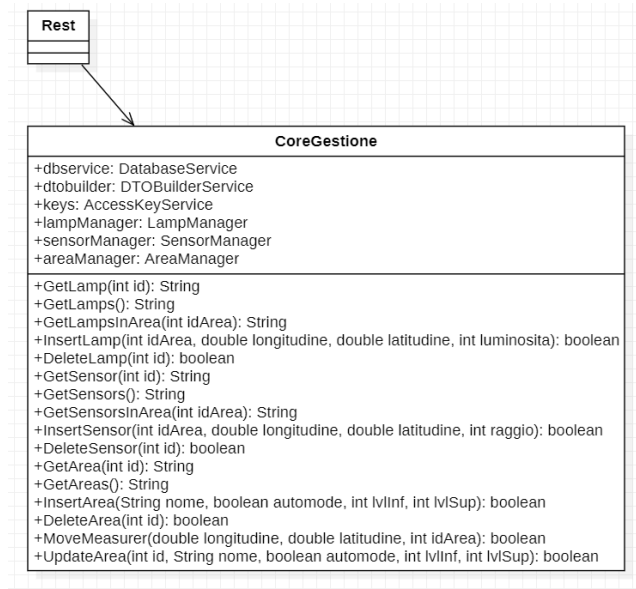 Rest
CoreGestione
+dbservice: DatabaseService
+dtobuilder: DTOBuilderService
+keys: AccessKeyService
+lampManager: LampManager
+sensorManager: SensorManager
+areaManager: AreaManager
+GetLamp(int id): String
+GetLamps(): String
+GetLampsInArea(int idArea): String
+InsertLamp(int idArea, double longitudine, double latitudine, int luminosita): boolean
+DeleteLamp(int id): boolean
+GetSensor(int id): String
+GetSensors(): String
+GetSensorsInArea(int idArea): String
+InsertSensor(int idArea, double longitudine, double latitudine, int raggio): boolean
+DeleteSensor(int id): boolean
+GetArea(int id): String
+GetAreas(): String
+InsertArea(String nome, boolean automode, int lvlInf, int lvlSup): boolean
+DeleteArea(int id): boolean
+MoveMeasurer(double longitudine, double latitudine, int idArea): boolean
+UpdateArea(int id, String nome, boolean automode, int lvlInf, int lvlSup): boolean